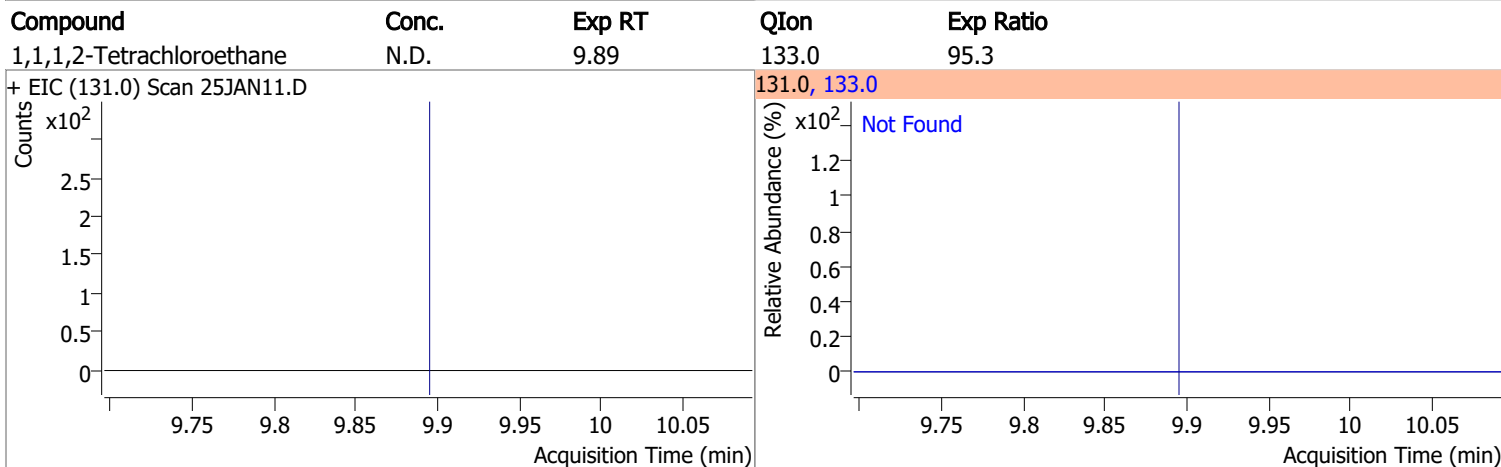 Compound Conc. Exp RT QIon Exp Ratio
1,1,1,2-Tetrachloroethane N.D. 9.89 133.0 95.3
+ EIC (131.0) Scan 25JAN11.D
Counts
x10²
2.5
2
1.5
1
0.5
0
9.75 9.8 9.85 9.9 9.95 10 10.05
Acquisition Time (min)
131.0, 133.0
Relative Abundance (%)
x10²
Not Found
1.2
1
0.8
0.6
0.4
0.2
0
9.75 9.8 9.85 9.9 9.95 10 10.05
Acquisition Time (min)